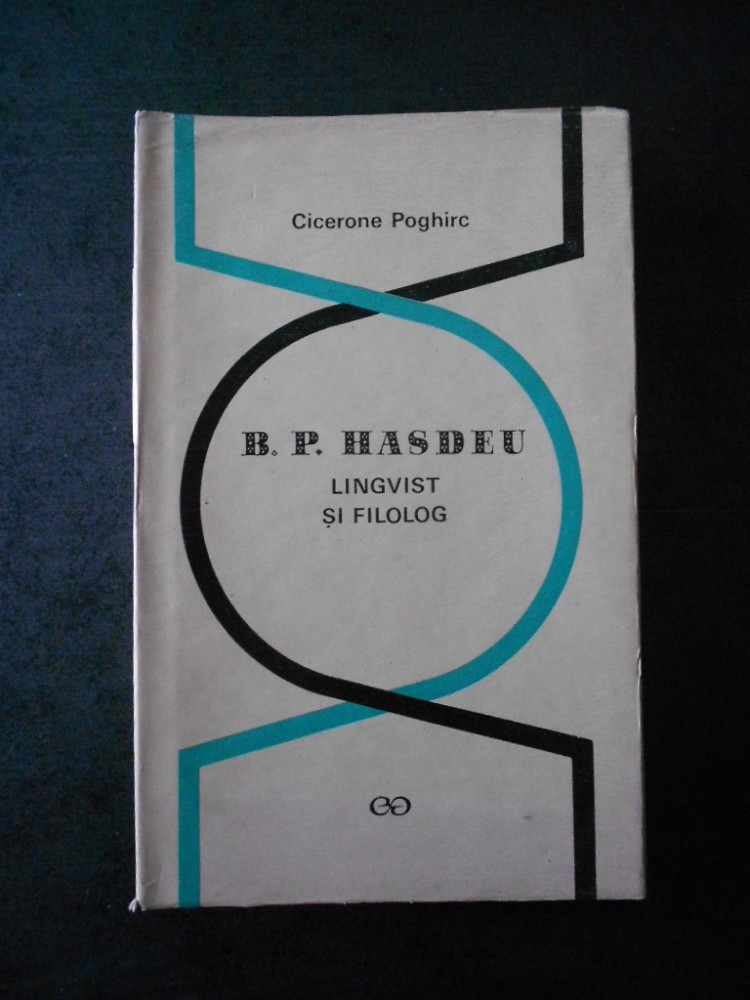 Cicerone Poghirc
B. P. HASDEU
LINGVIST
ȘI FILOLOG